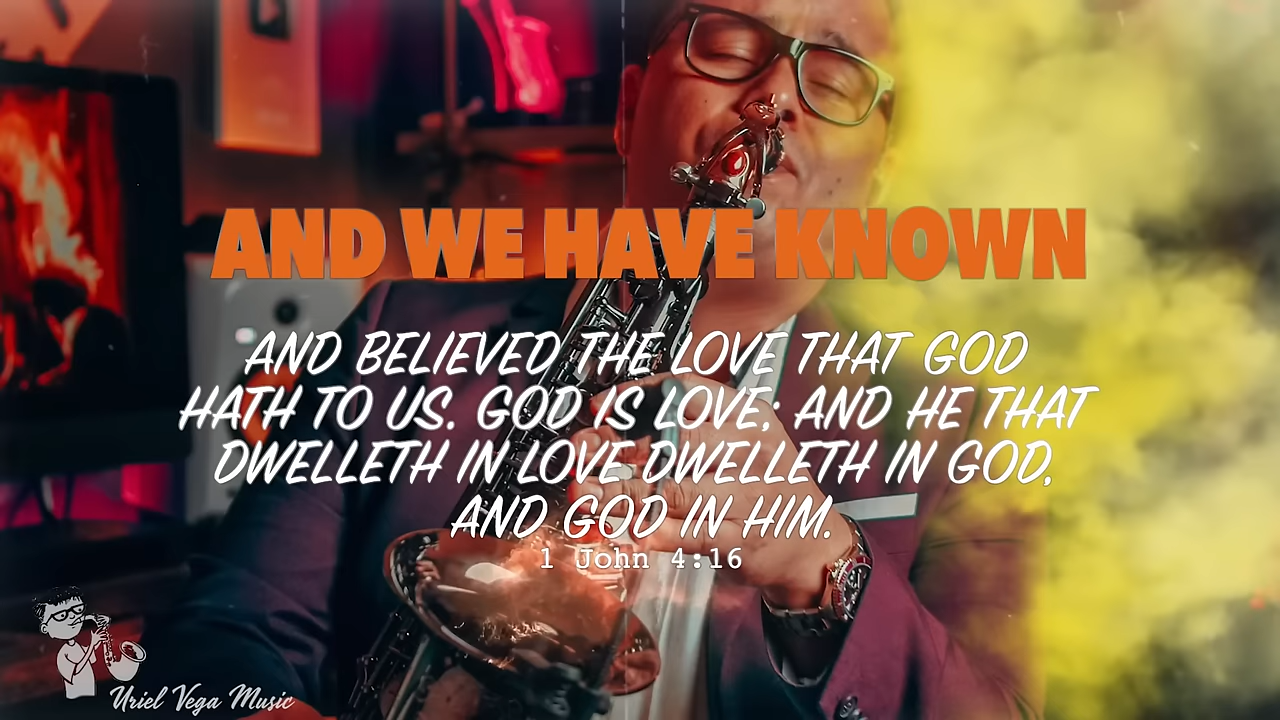 AND WE HAVE KNOWN
AND BELIEVED THE LOVE THAT GOD
HATH TO US. GOD IS LOVE; AND HE THAT
DWELLETH IN LOVE DWELLETH IN GOD,
AND GOD IN HIM.
1 John 4:16
Uriel Vega Music